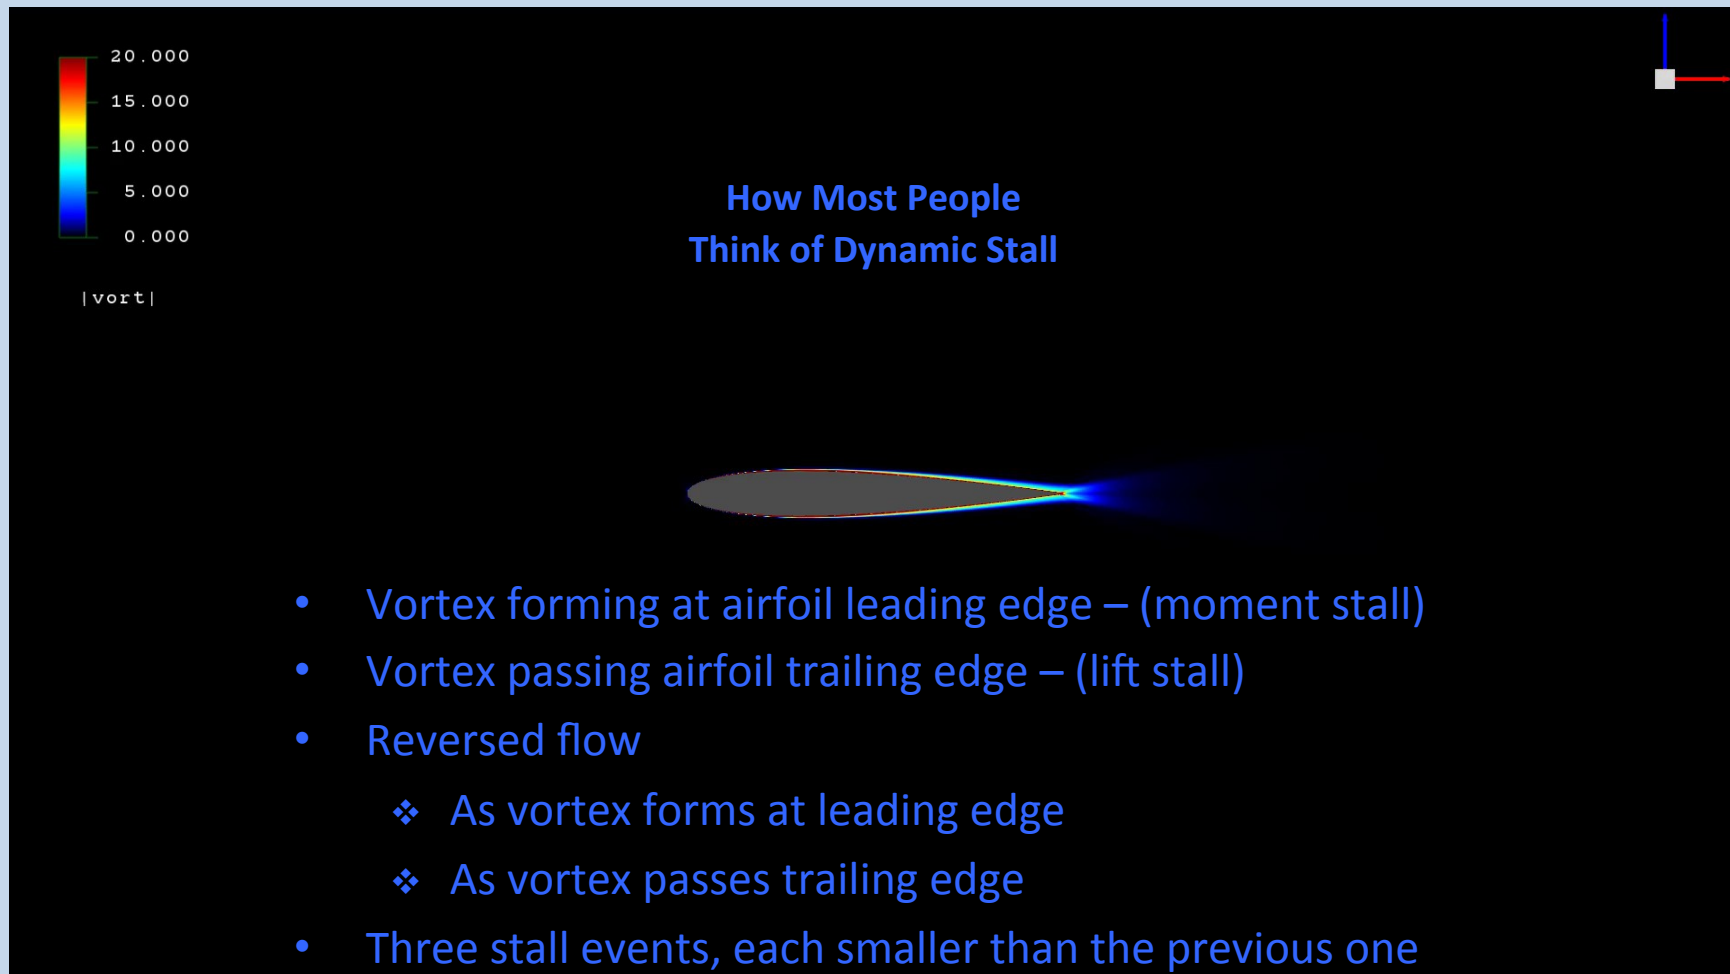 20.000
15.000
10.000
5.000
0.000
|vort|
How Most People
Think of Dynamic Stall
• Vortex forming at airfoil leading edge – (moment stall)
• Vortex passing airfoil trailing edge – (lift stall)
• Reversed flow
❖ As vortex forms at leading edge
❖ As vortex passes trailing edge
• Three stall events, each smaller than the previous one